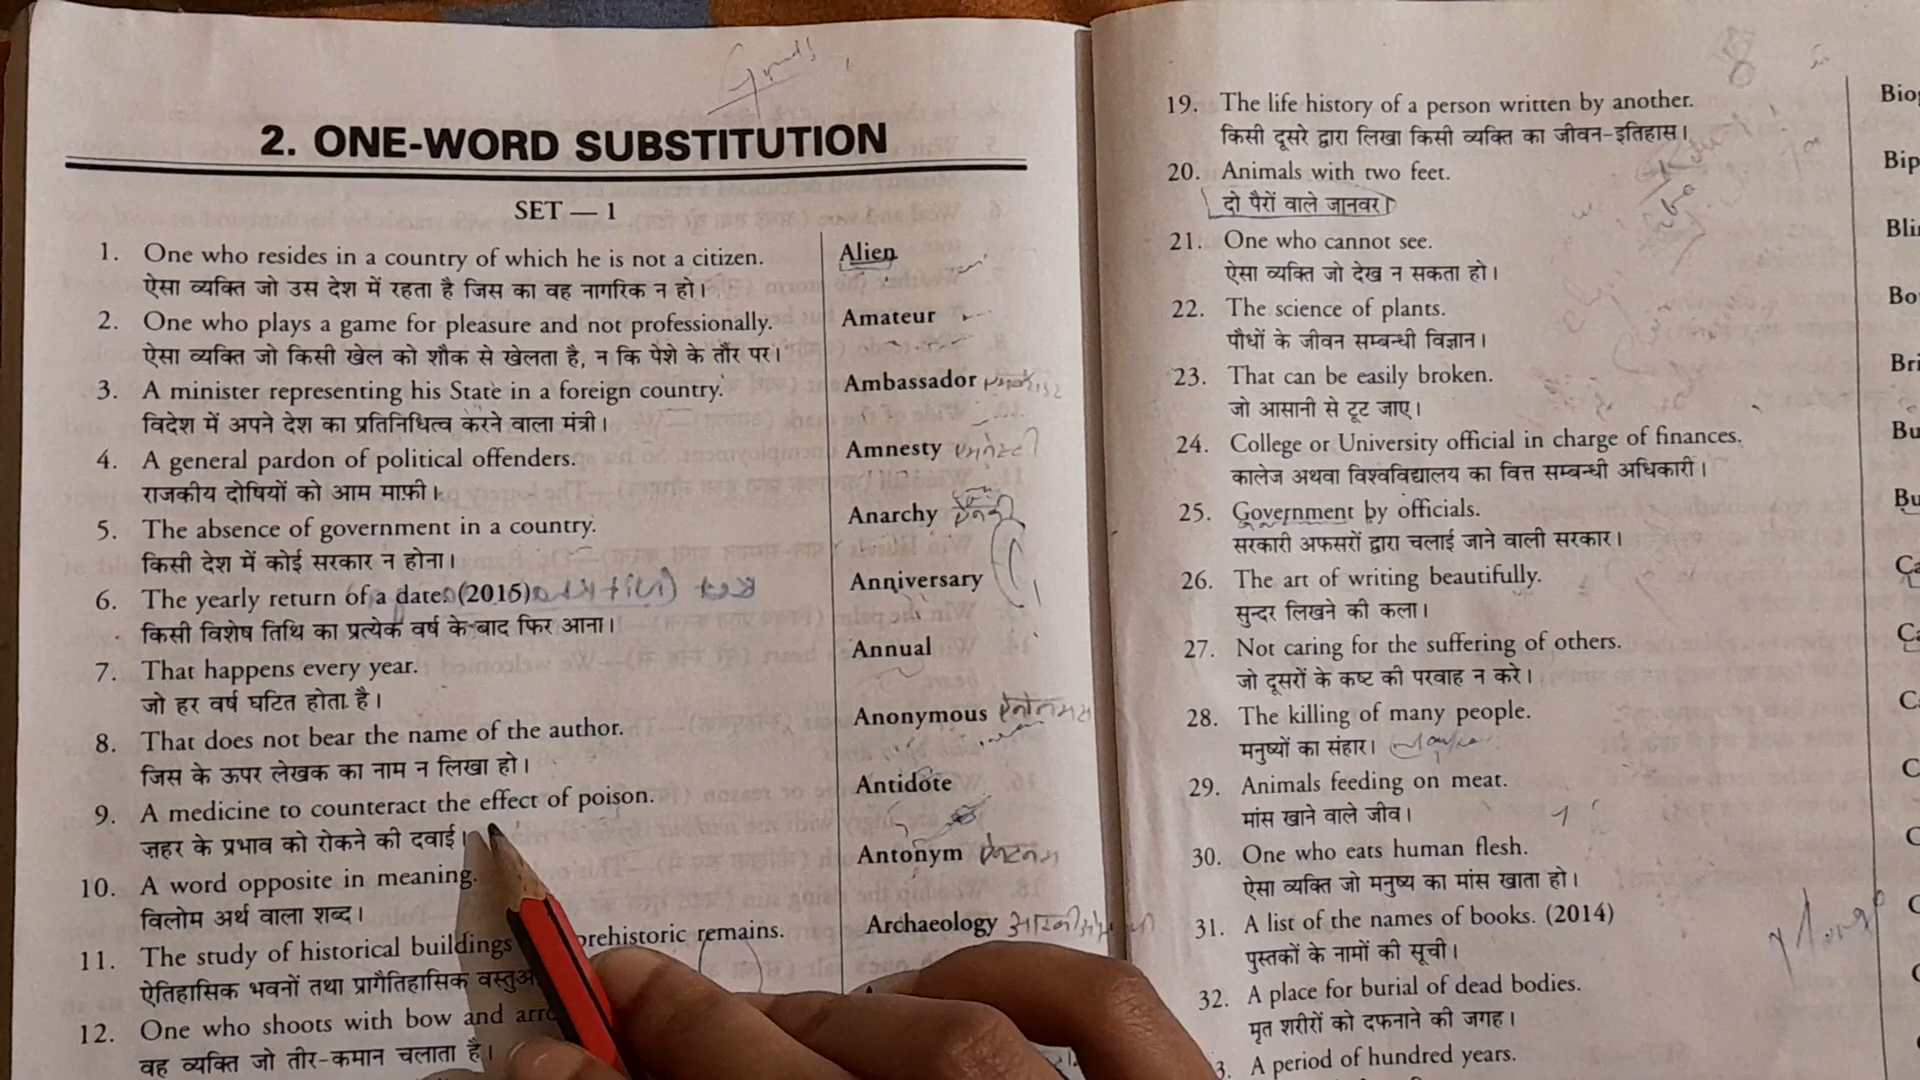 2. ONE-WORD SUBSTITUTION
SET — 1
1. One who resides in a country of which he is not a citizen. Alien
ऐसा व्यक्ति जो उस देश में रहता है जिस का वह नागरिक न हो।
2. One who plays a game for pleasure and not professionally. Amateur
ऐसा व्यक्ति जो किसी खेल को शौक से खेलता है, न कि पेशे के तौर पर।
3. A minister representing his State in a foreign country. Ambassador
विदेश में अपने देश का प्रतिनिधित्व करने वाला मंत्री।
4. A general pardon of political offenders. Amnesty
राजकीय दोषियों को आम माफ़ी।
5. The absence of government in a country. Anarchy
किसी देश में कोई सरकार न होना।
6. The yearly return of a date. (2015) Anniversary
किसी विशेष तिथि का प्रत्येक वर्ष के बाद फिर आना।
7. That happens every year. Annual
जो हर वर्ष घटित होता है।
8. That does not bear the name of the author. Anonymous
जिस के ऊपर लेखक का नाम न लिखा हो।
9. A medicine to counteract the effect of poison. Antidote
ज़हर के प्रभाव को रोकने की दवाई।
10. A word opposite in meaning. Antonym
विलोम अर्थ वाला शब्द।
11. The study of historical buildings prehistoric remains. Archaeology
ऐतिहासिक भवनों तथा प्रागैतिहासिक
12. One who shoots with bow and
वह व्यक्ति जो तीर-कमान चलाता है।
19. The life history of a person written by another.
किसी दूसरे द्वारा लिखा किसी व्यक्ति का जीवन-इतिहास।
20. Animals with two feet.
दो पैरों वाले जानवर।
21. One who cannot see.
ऐसा व्यक्ति जो देख न सकता हो।
22. The science of plants.
पौधों के जीवन सम्बन्धी विज्ञान।
23. That can be easily broken.
जो आसानी से टूट जाए।
24. College or University official in charge of finances.
कालेज अथवा विश्वविद्यालय का वित्त सम्बन्धी अधिकारी।
25. Government by officials.
सरकारी अफसरों द्वारा चलाई जाने वाली सरकार।
26. The art of writing beautifully.
सुन्दर लिखने की कला।
27. Not caring for the suffering of others.
जो दूसरों के कष्ट की परवाह न करे।
28. The killing of many people.
मनुष्यों का संहार।
29. Animals feeding on meat.
मांस खाने वाले जीव।
30. One who eats human flesh.
ऐसा व्यक्ति जो मनुष्य का मांस खाता हो।
31. A list of the names of books. (2014)
पुस्तकों के नामों की सूची।
32. A place for burial of dead bodies.
मृत शरीरों को दफनाने की जगह।
3. A period of hundred years.